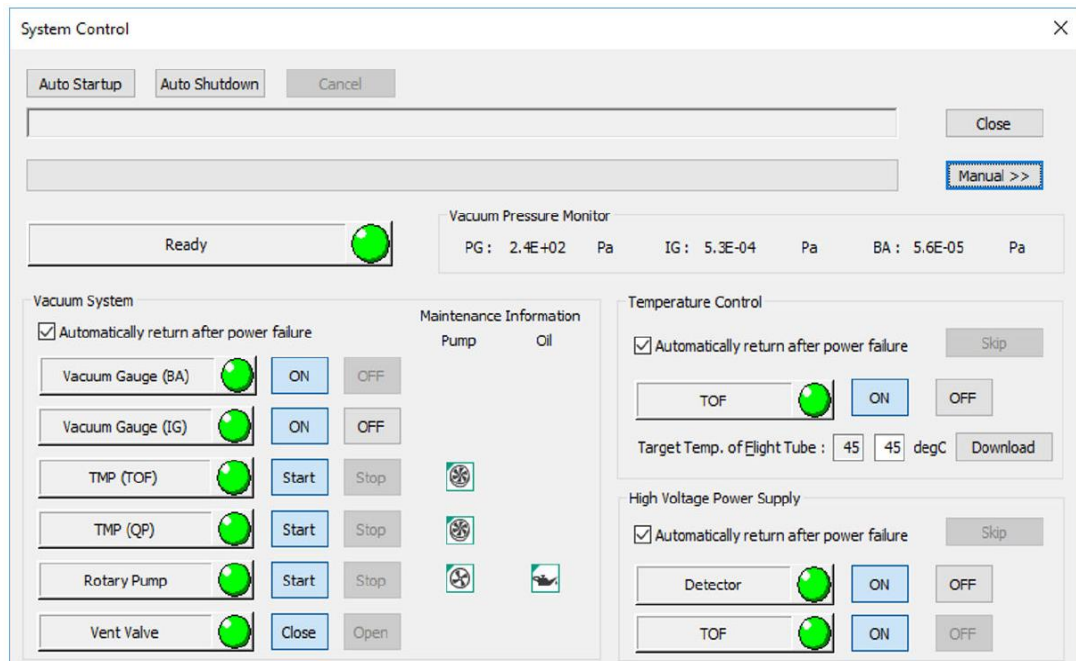 System Control
Auto Startup Auto Shutdown Cancel
Close
Manual >>
Ready
Vacuum Pressure Monitor
PG : 2.4E+02 Pa IG : 5.3E-04 Pa BA : 5.6E-05 Pa
Vacuum System
Automatically return after power failure
Maintenance Information
Pump Oil
Vacuum Gauge (BA) ON OFF
Vacuum Gauge (IG) ON OFF
TMP (TOF) Start Stop
TMP (QP) Start Stop
Rotary Pump Start Stop
Vent Valve Close Open
Temperature Control
Automatically return after power failure Skip
TOF ON OFF
Target Temp. of Flight Tube : 45 45 degC Download
High Voltage Power Supply
Automatically return after power failure Skip
Detector ON OFF
TOF ON OFF